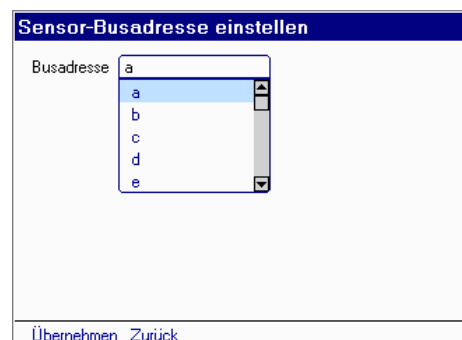 Sensor-Busadresse einstellen
Busadresse a
a
b
c
d
e
Übernehmen Zurück